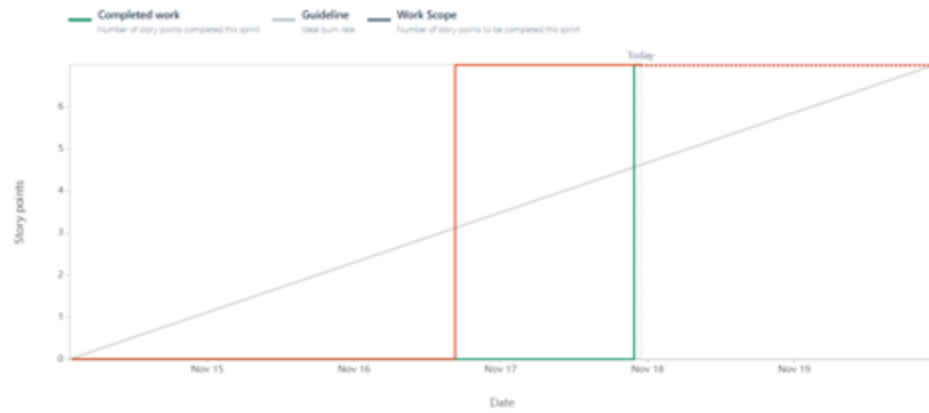 Completed work
Number of story points completed this sprint
Guideline
Ideal burn rate
Work Scope
Number of story points to be completed this sprint
Today
6
5
4
3
2
1
0
Story points
Nov 15
Nov 16
Nov 17
Nov 18
Nov 19
Date